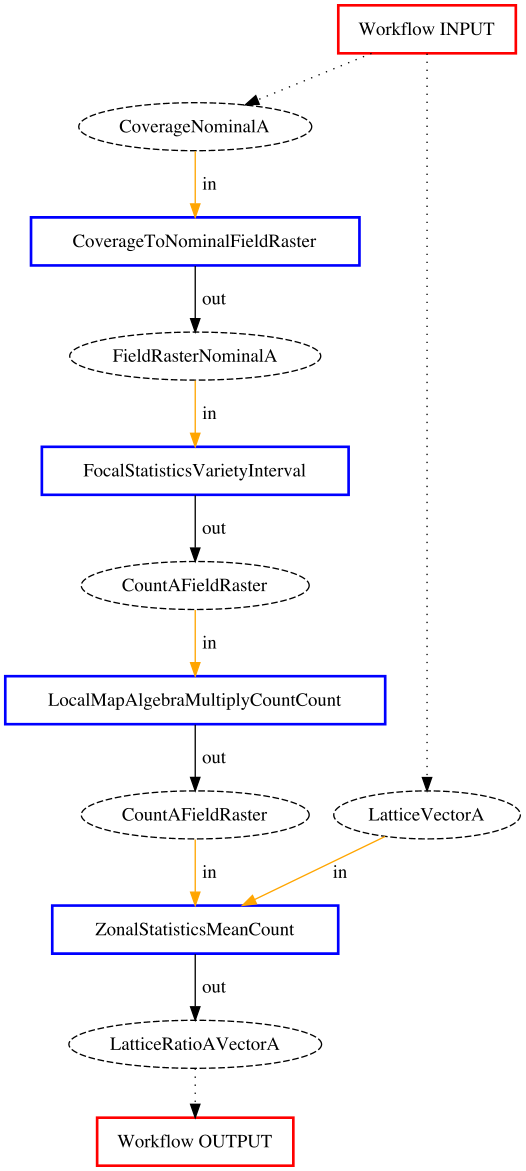 Workflow INPUT
CoverageNominalA
in
CoverageToNominalFieldRaster
out
FieldRasterNominalA
in
FocalStatisticsVarietyInterval
out
CountAFieldRaster
in
LocalMapAlgebraMultiplyCountCount
out
CountAFieldRaster
LatticeVectorA
in
in
ZonalStatisticsMeanCount
out
LatticeRatioAVectorA
Workflow OUTPUT